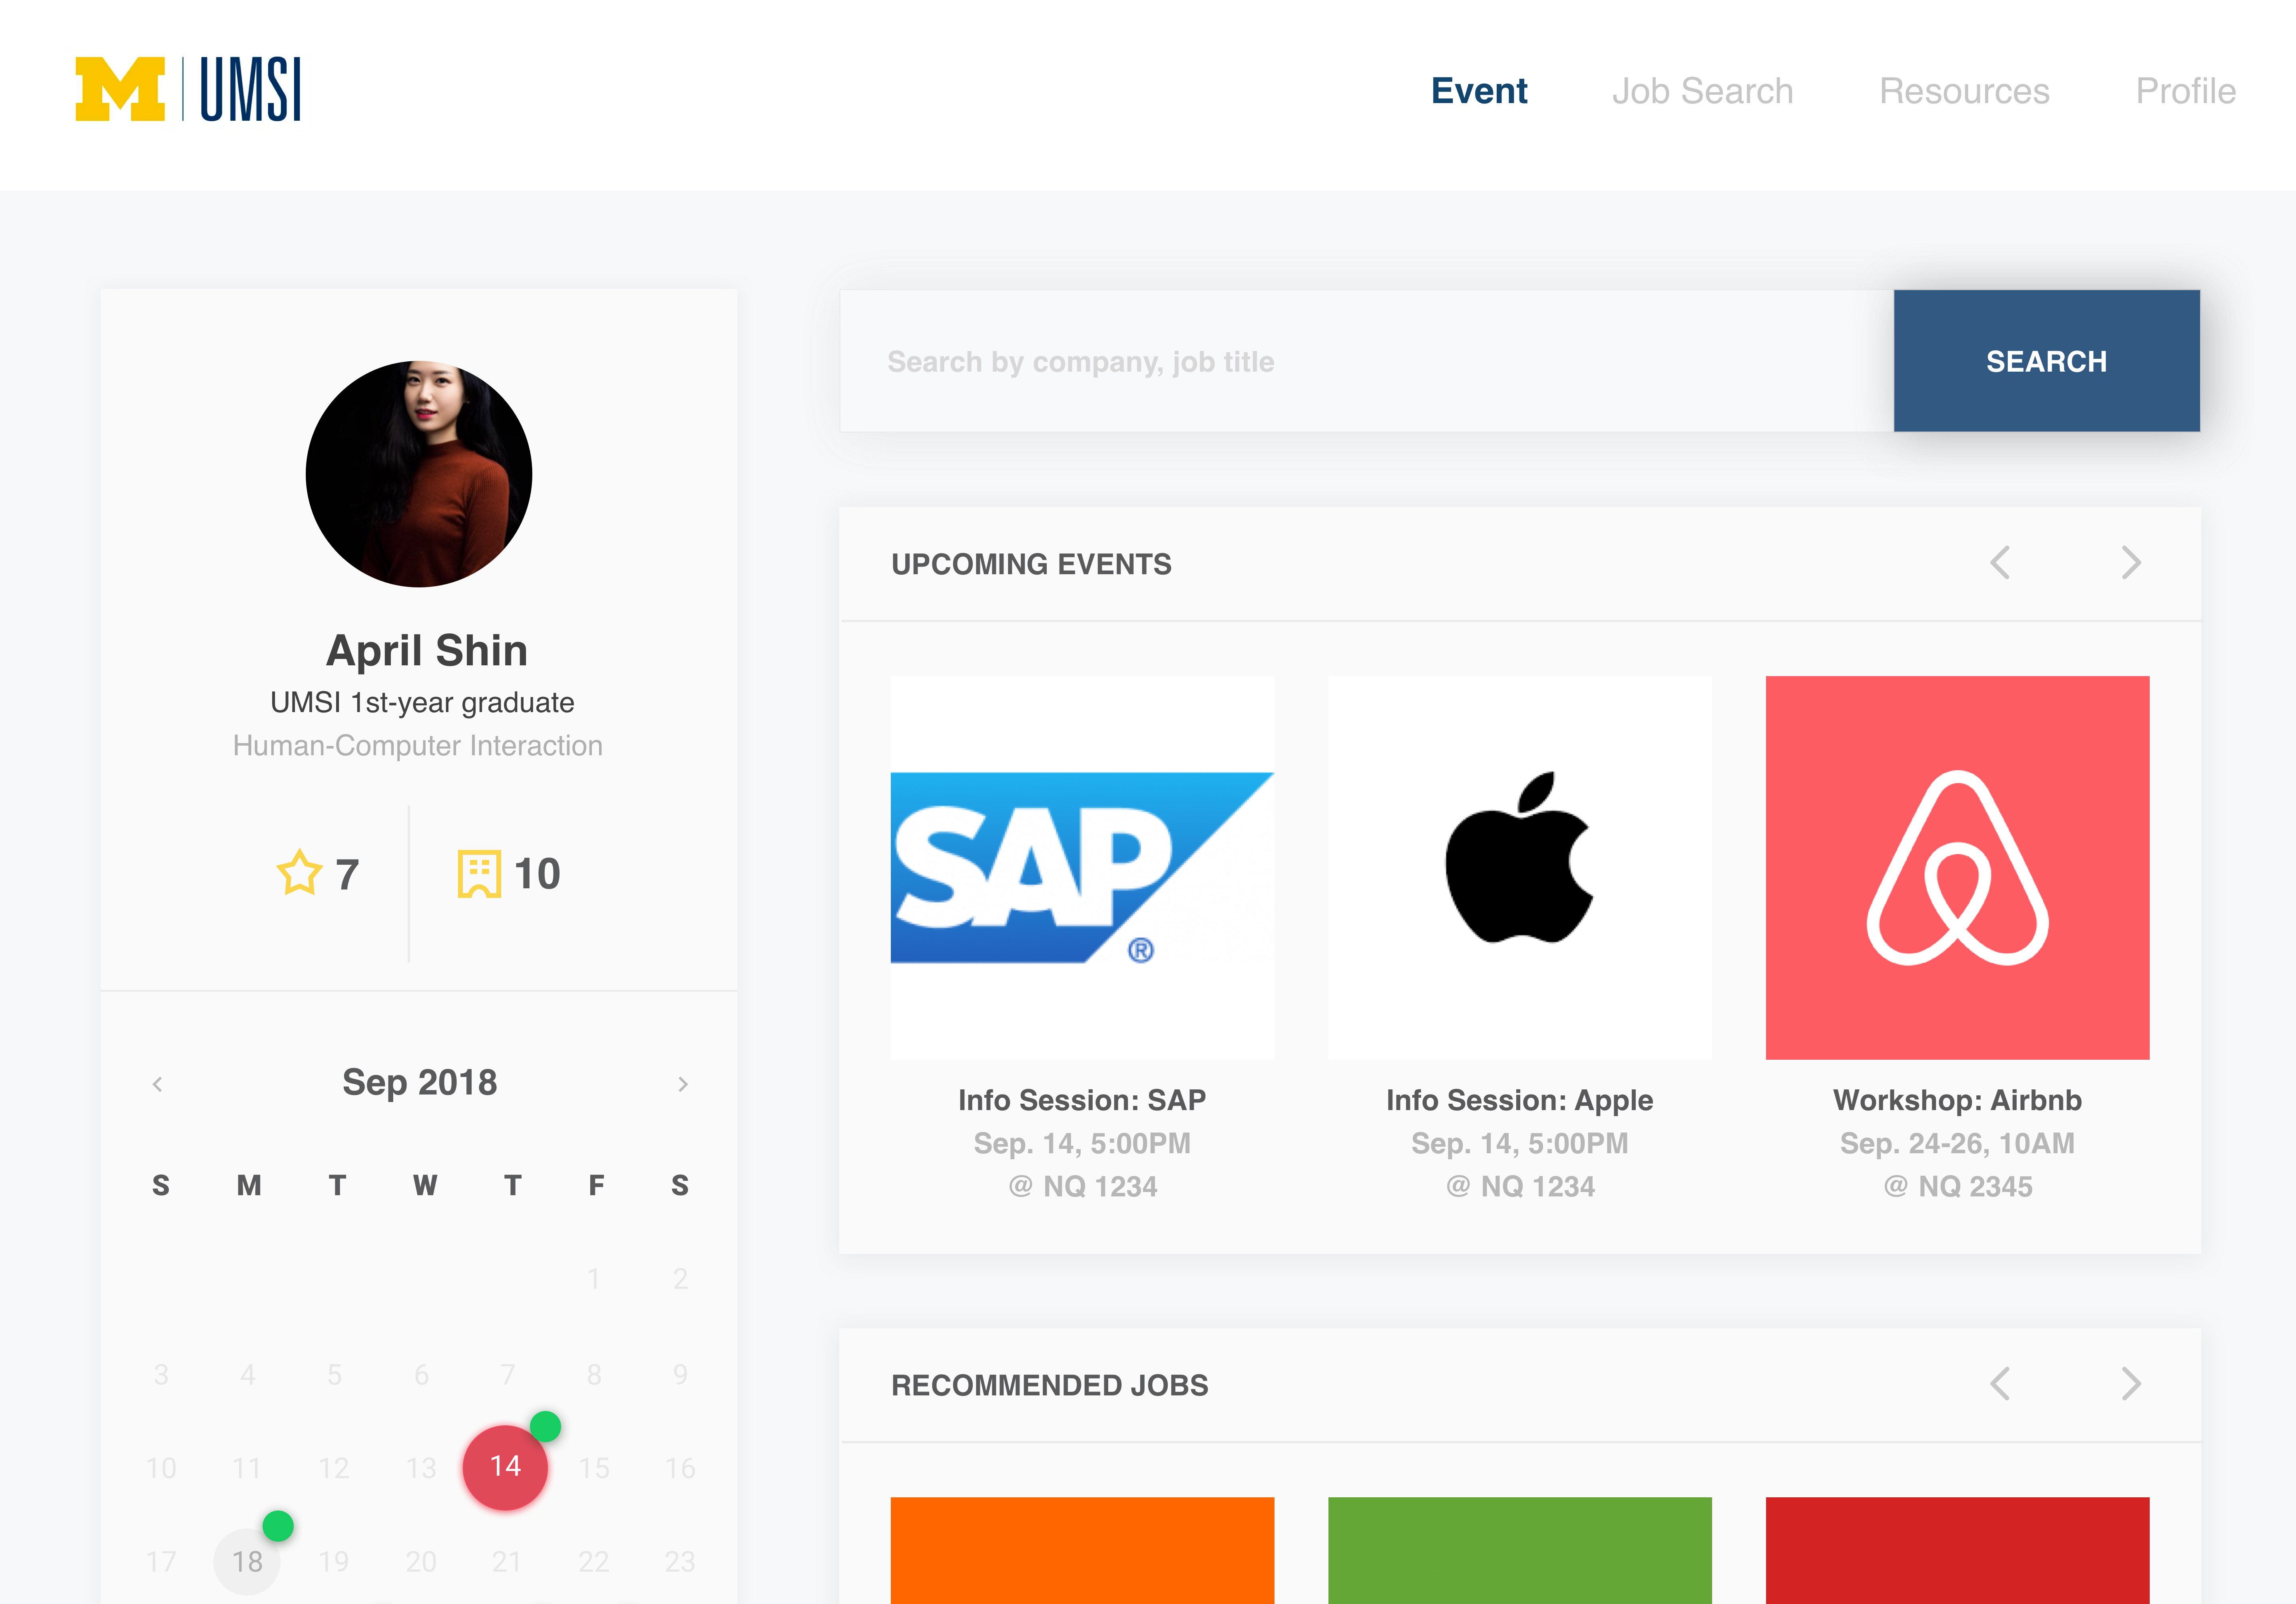 M UMSI
Event Job Search Resources Profile
Search by company, job title
SEARCH
April Shin
UMSI 1st-year graduate
Human-Computer Interaction
7 10
Sep 2018
S M T W T F S
1 2
3 4 5 6 7 8 9
10 11 12 13 14 15 16
17 18 19 20 21 22 23
UPCOMING EVENTS
SAP ®
Info Session: SAP
Sep. 14, 5:00PM
@ NQ 1234
Info Session: Apple
Sep. 14, 5:00PM
@ NQ 1234
Workshop: Airbnb
Sep. 24-26, 10AM
@ NQ 2345
RECOMMENDED JOBS